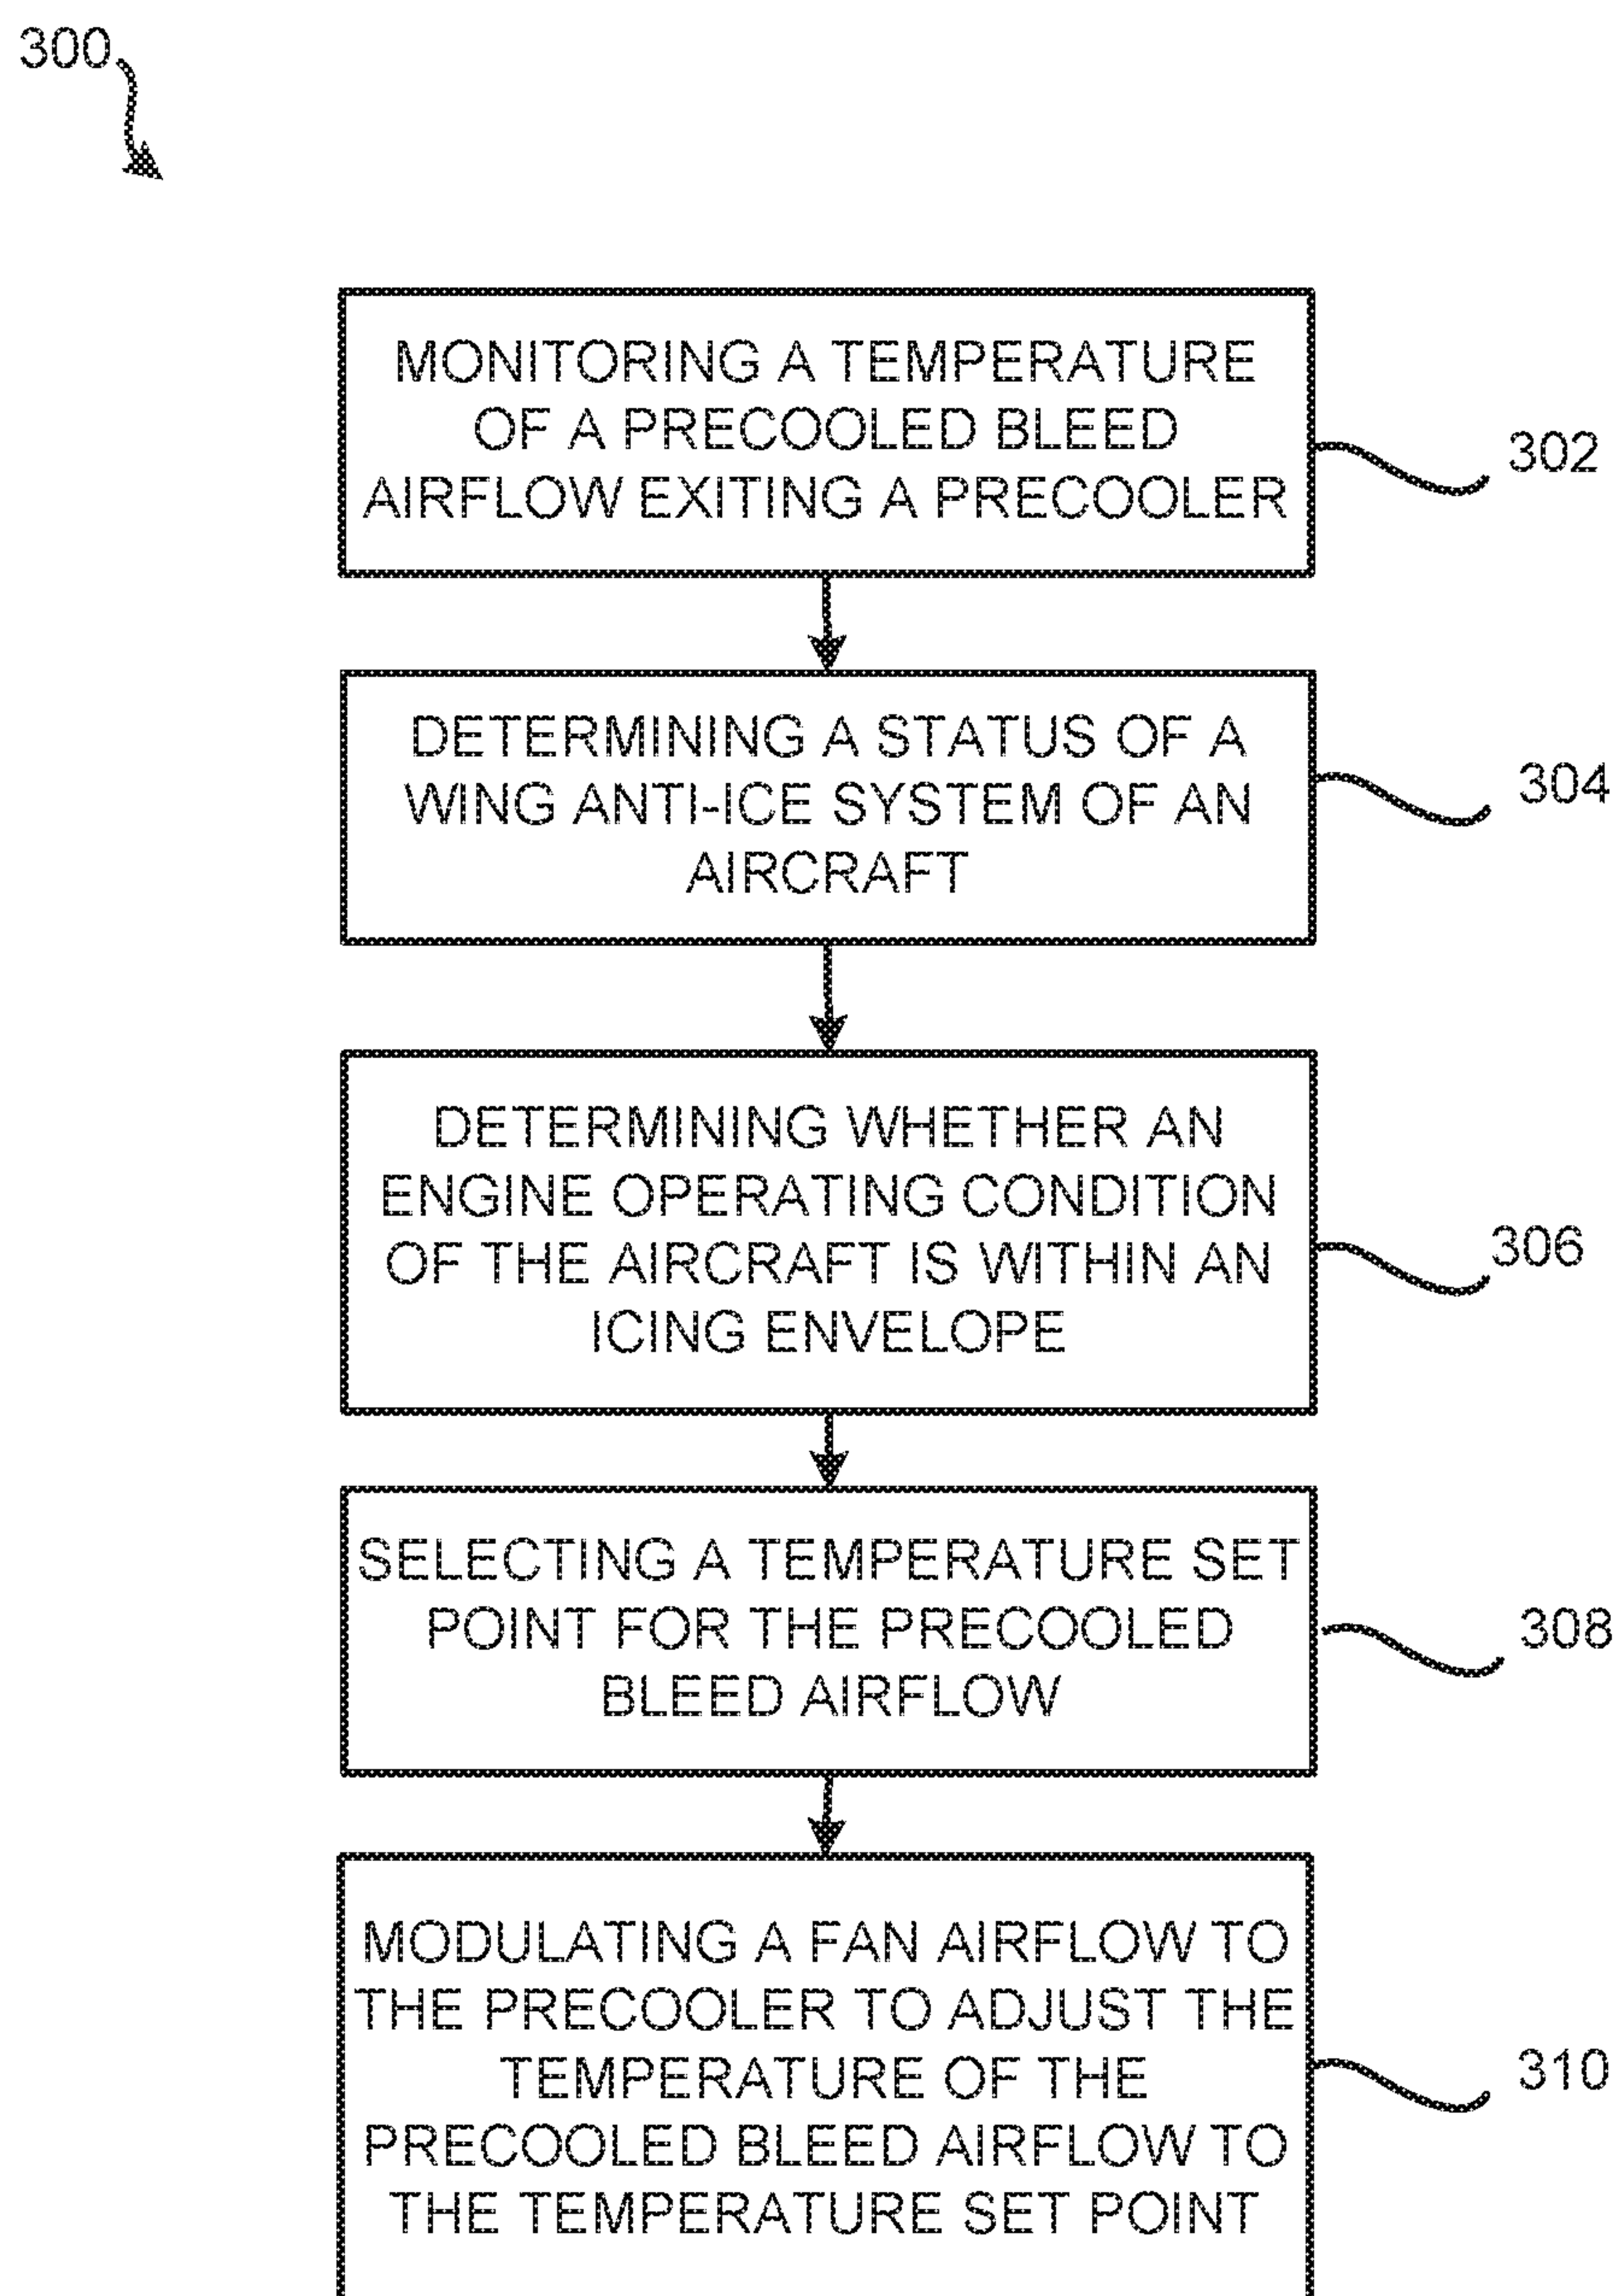 300
MONITORING A TEMPERATURE
OF A PRECOOLED BLEED
AIRFLOW EXITING A PRECOOLER
302
DETERMINING A STATUS OF A
WING ANTI-ICE SYSTEM OF AN
AIRCRAFT
304
DETERMINING WHETHER AN
ENGINE OPERATING CONDITION
OF THE AIRCRAFT IS WITHIN AN
ICING ENVELOPE
306
SELECTING A TEMPERATURE SET
POINT FOR THE PRECOOLED
BLEED AIRFLOW
308
MODULATING A FAN AIRFLOW TO
THE PRECOOLER TO ADJUST THE
TEMPERATURE OF THE
PRECOOLED BLEED AIRFLOW TO
THE TEMPERATURE SET POINT
310